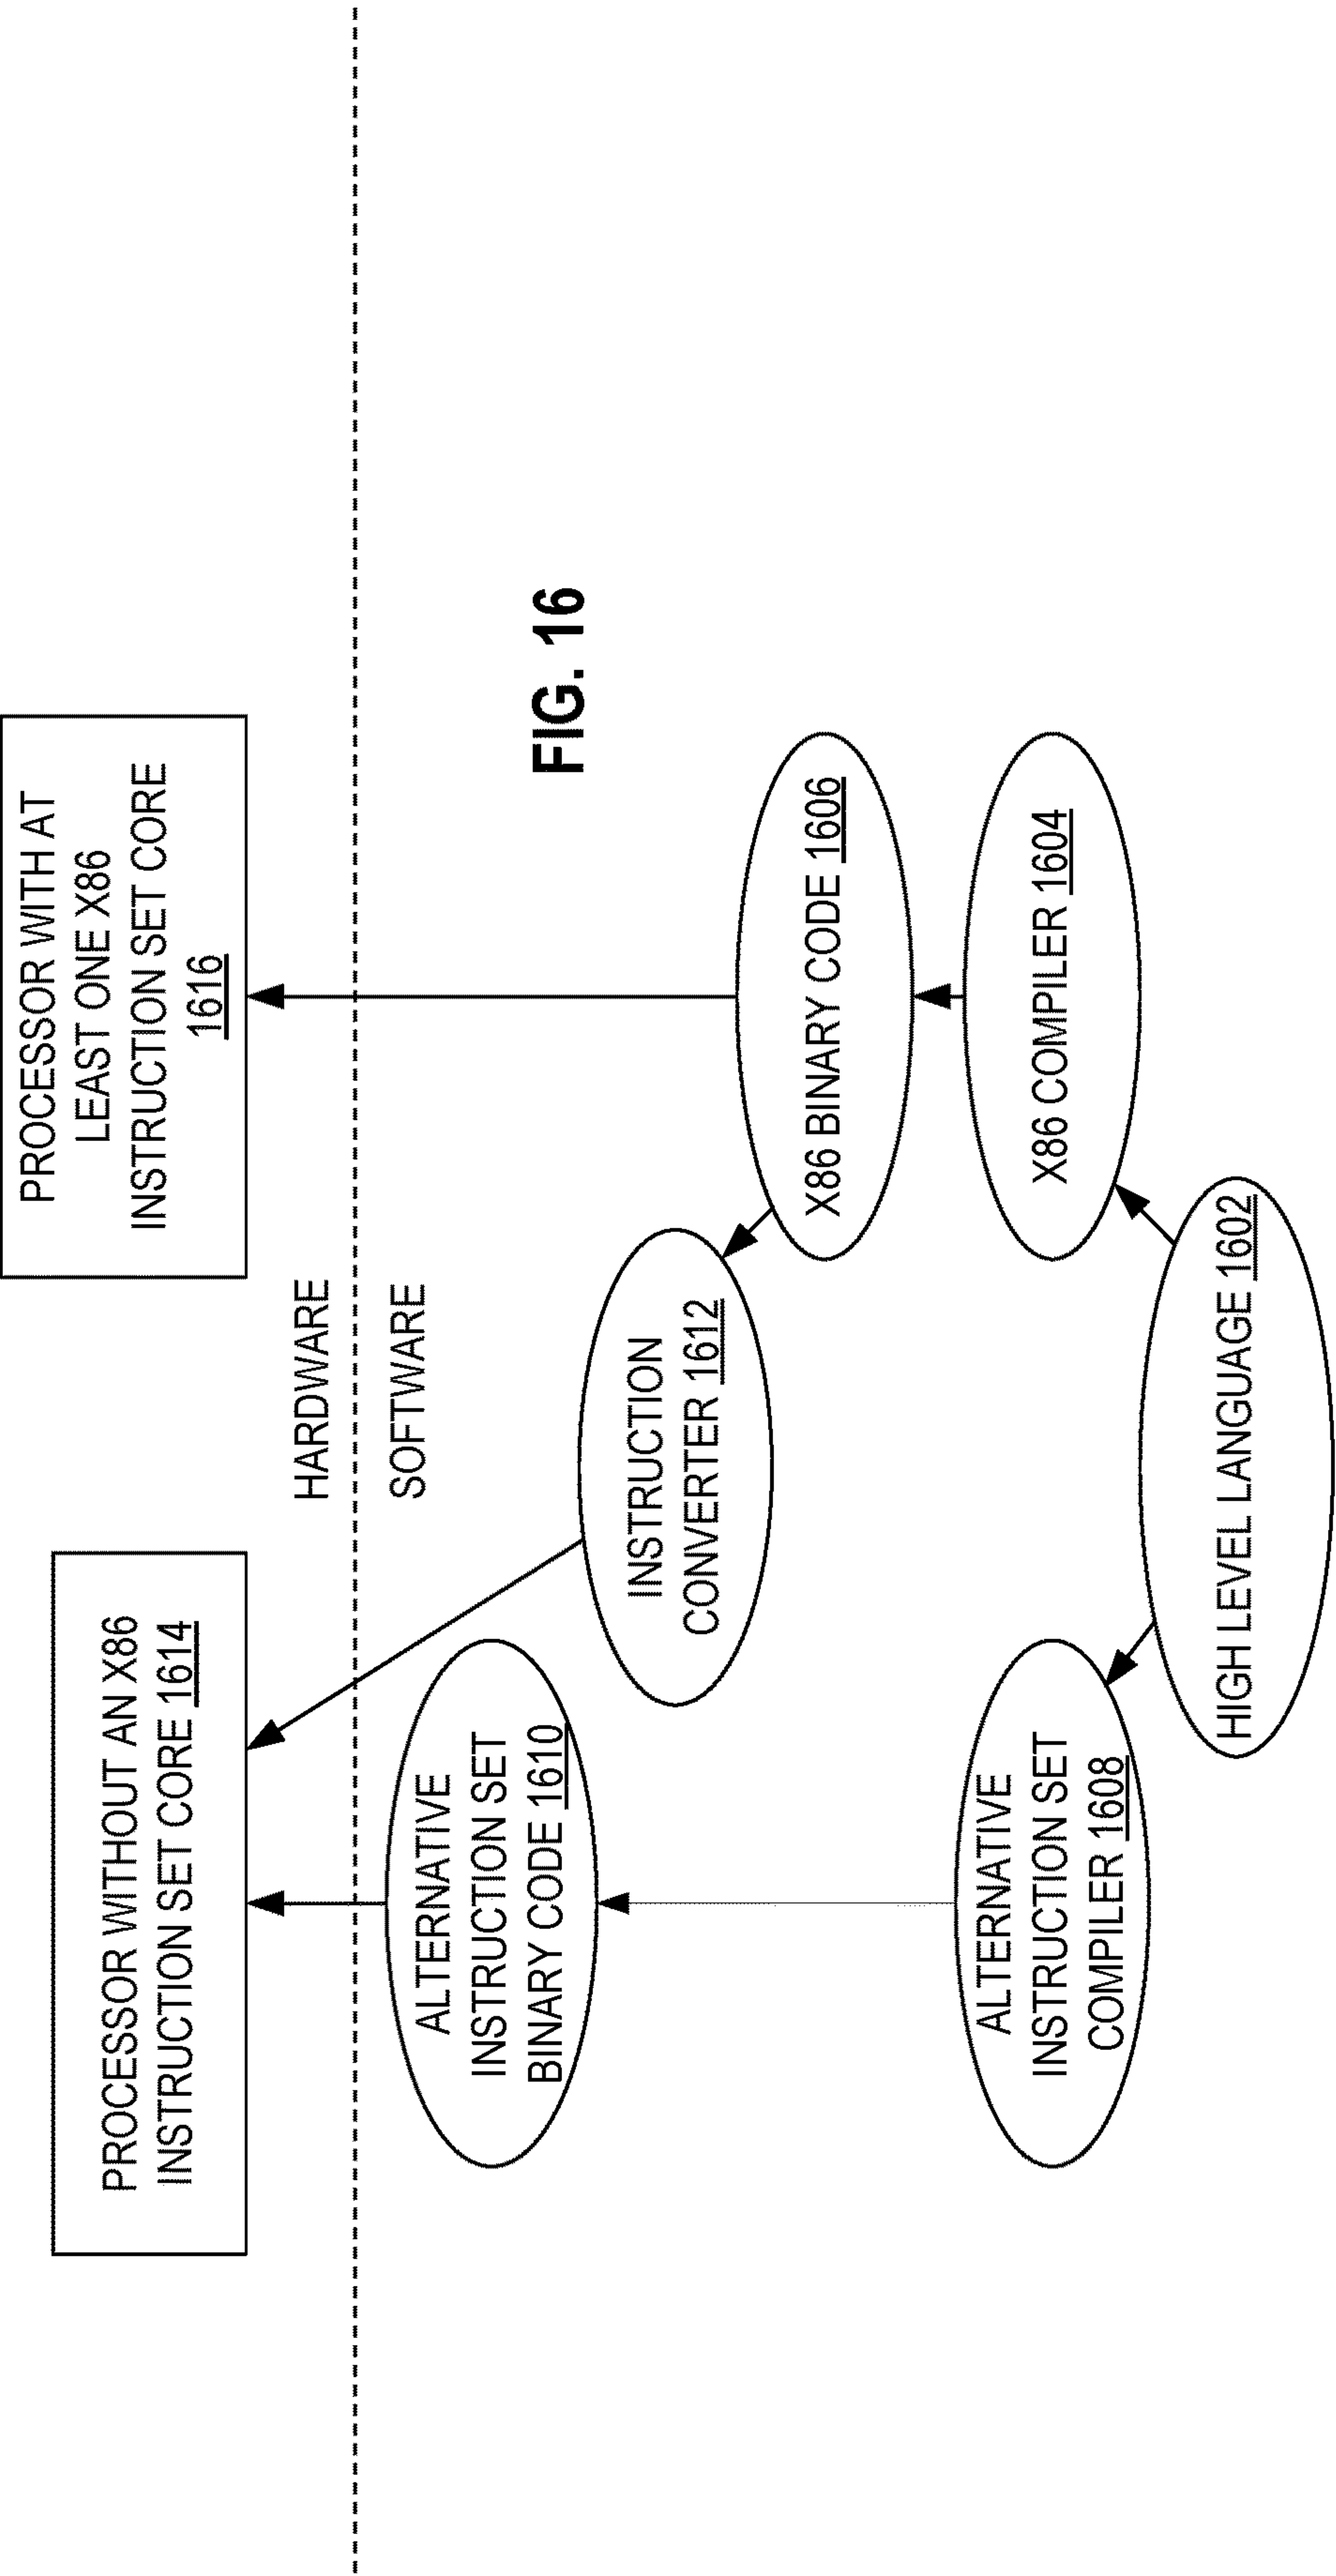 PROCESSOR WITHOUT AN X86
INSTRUCTION SET CORE 1614
PROCESSOR WITH AT
LEAST ONE X86
INSTRUCTION SET CORE
1616
HARDWARE
SOFTWARE
ALTERNATIVE
INSTRUCTION SET
BINARY CODE 1610
INSTRUCTION
CONVERTER 1612
FIG. 16
X86 BINARY CODE 1606
ALTERNATIVE
INSTRUCTION SET
COMPILER 1608
X86 COMPILER 1604
HIGH LEVEL LANGUAGE 1602